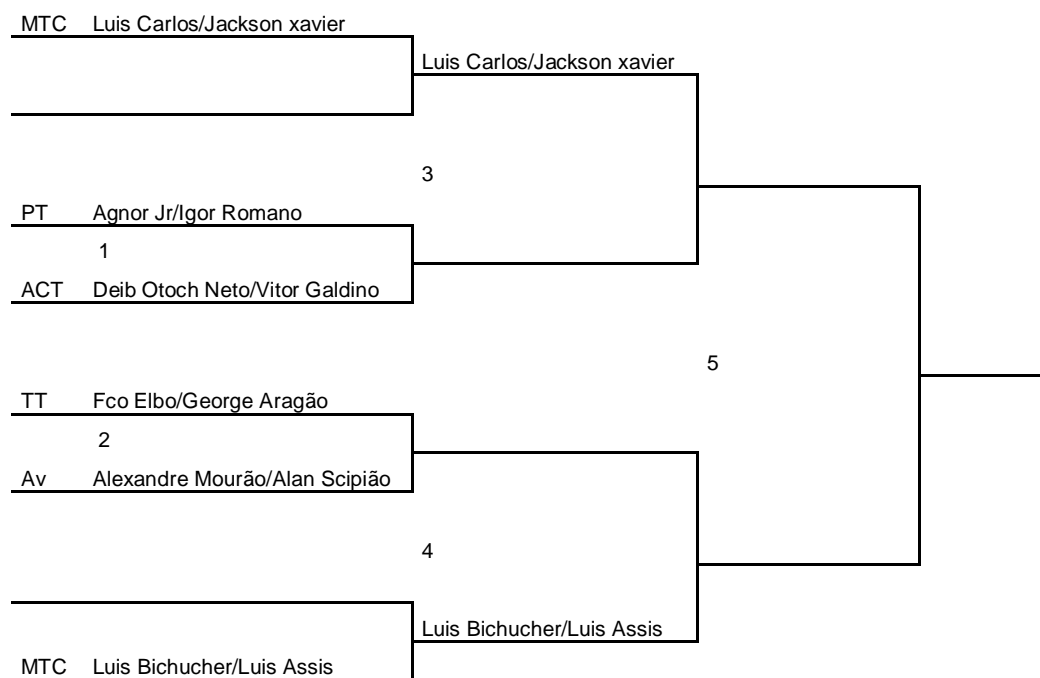 MTC Luis Carlos/Jackson xavier
Luis Carlos/Jackson xavier
3
PT Agnor Jr/Igor Romano
1
ACT Deib Otoch Neto/Vitor Galdino
5
TT Fco Elbo/George Aragão
2
Av Alexandre Mourão/Alan Scipião
4
Luis Bichucher/Luis Assis
MTC Luis Bichucher/Luis Assis